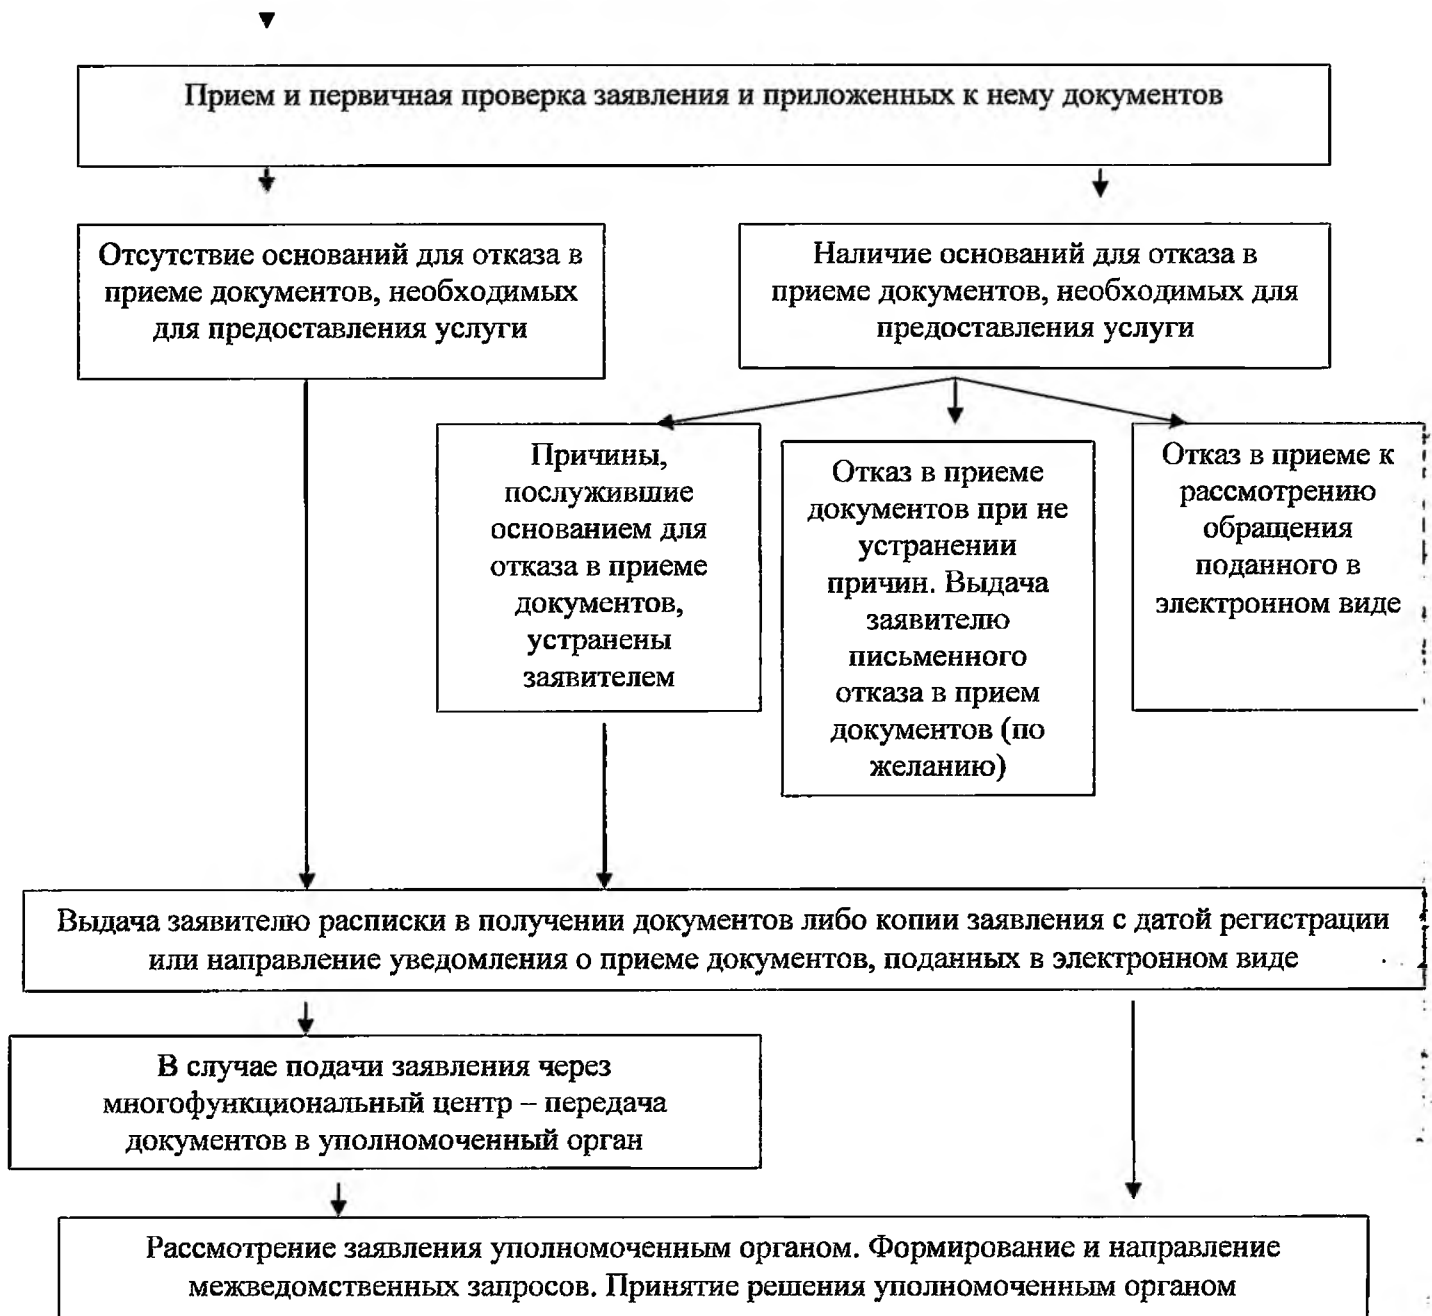 Прием и первичная проверка заявления и приложенных к нему документов
Отсутствие оснований для отказа в
приеме документов, необходимых
для предоставления услуги
Наличие оснований для отказа в
приеме документов, необходимых для
предоставления услуги
Причины,
послужившие
основанием для
отказа в приеме
документов,
устранены
заявителем
Отказ в приеме
документов при не
устранении
причин. Выдача
заявителю
письменного
отказа в прием
документов (по
желанию)
Отказ в приеме к
рассмотрению
обращения
поданного в
электронном виде
Выдача заявителю расписки в получении документов либо копии заявления с датой регистрации
или направление уведомления о приеме документов, поданных в электронном виде
В случае подачи заявления через
многофункциональный центр – передача
документов в уполномоченный орган
Рассмотрение заявления уполномоченным органом. Формирование и направление
межведомственных запросов. Принятие решения уполномоченным органом